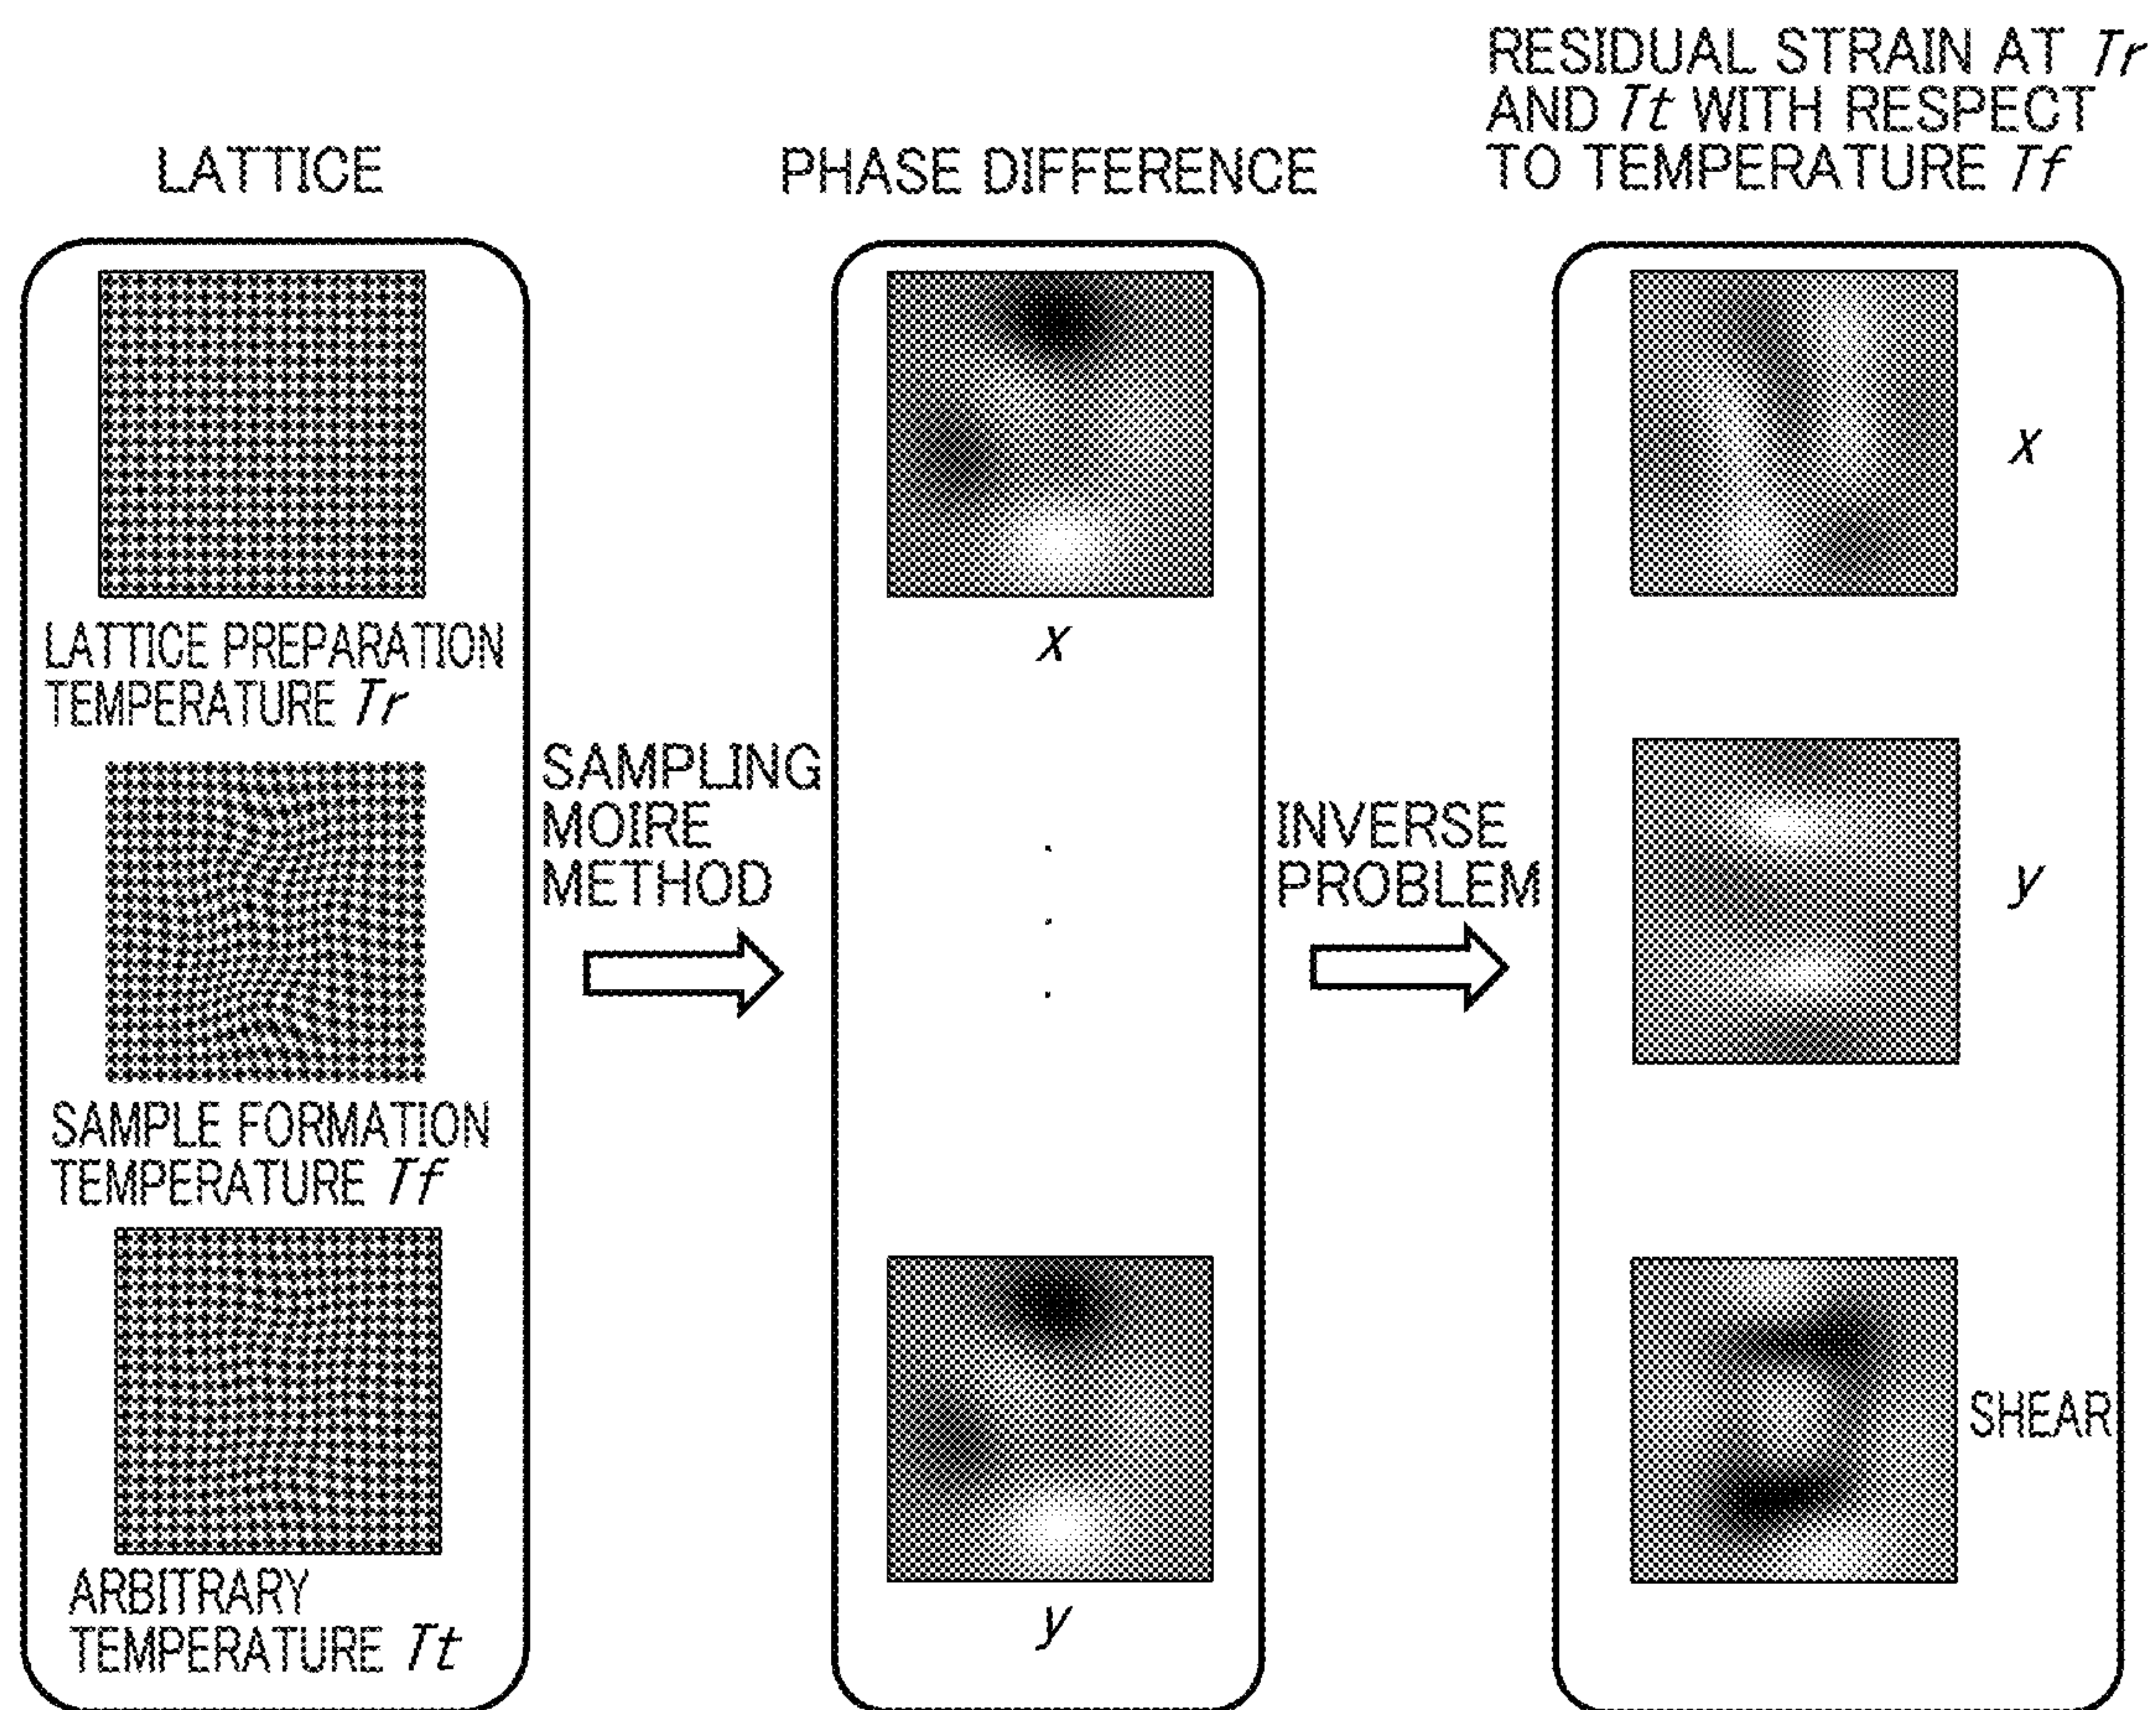 LATTICE
LATTICE PREPARATION
TEMPERATURE Tr
SAMPLE FORMATION
TEMPERATURE Tf
ARBITRARY
TEMPERATURE Tt
SAMPLING
MOIRE
METHOD
PHASE DIFFERENCE
x
y
INVERSE
PROBLEM
RESIDUAL STRAIN AT Tr
AND Tt WITH RESPECT
TO TEMPERATURE Tf
x
y
SHEAR